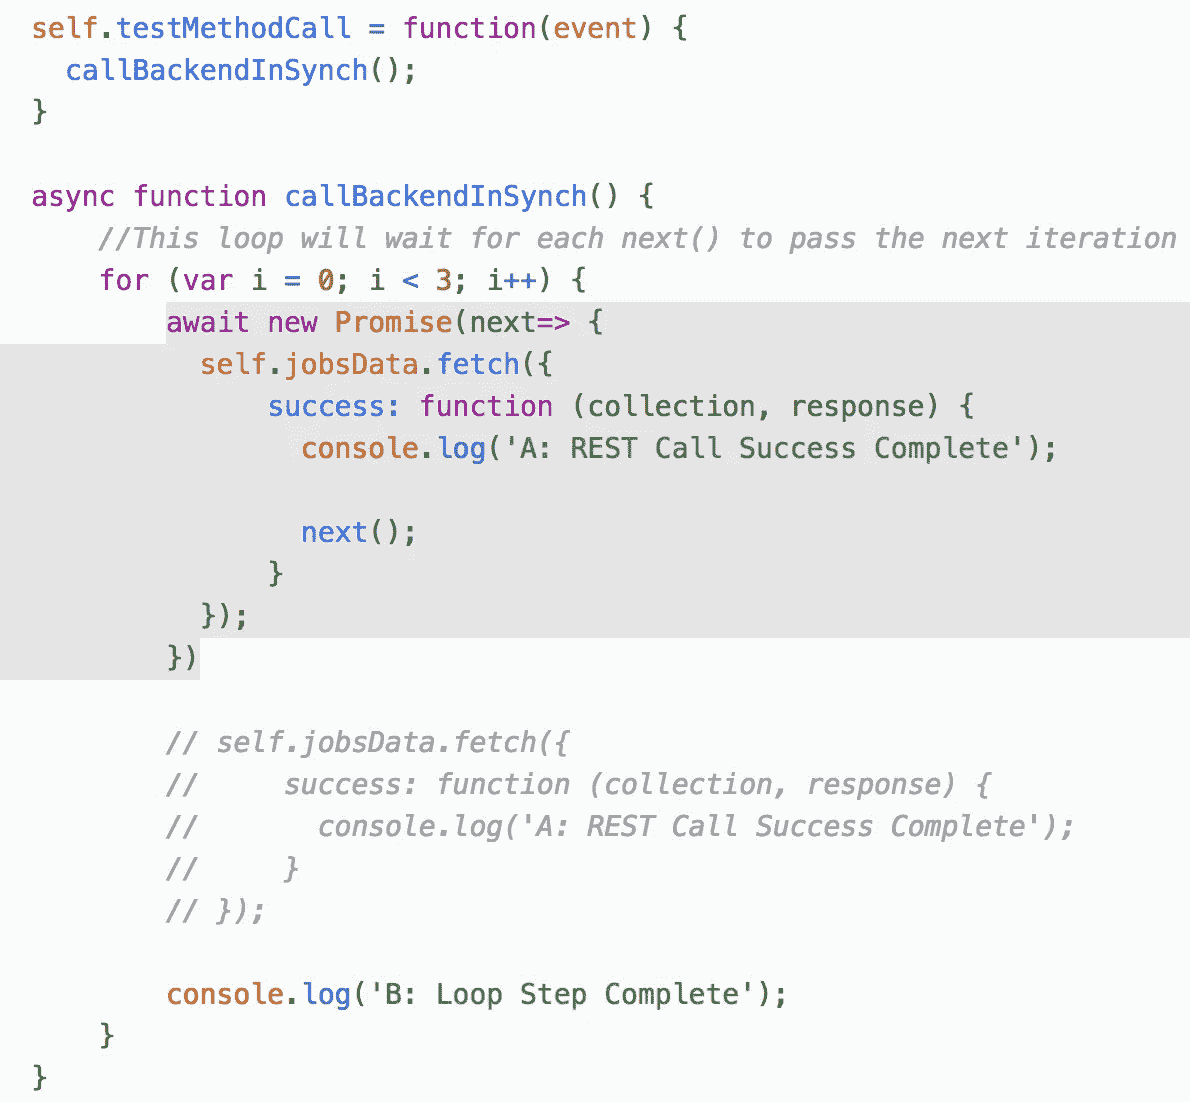 self.testMethodCall = function(event) {
callBackendInSynch();
}
async function callBackendInSynch() {
//This loop will wait for each next() to pass the next iteration
for (var i = 0; i < 3; i++) {
await new Promise(next=> {
self.jobsData.fetch({
success: function (collection, response) {
console.log('A: REST Call Success Complete');
next();
}
});
})
// self.jobsData.fetch({
//     success: function (collection, response) {
//       console.log('A: REST Call Success Complete');
//     }
// });
console.log('B: Loop Step Complete');
}
}